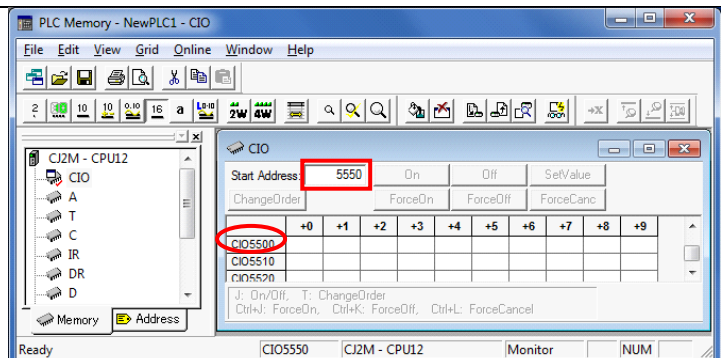 PLC Memory - NewPLC1 - CIO
File Edit View Grid Online Window Help
2 10 10 0.10 16 a 2W 4W
CJ2M - CPU12
CIO
A
T
C
IR
DR
D
Memory Address
CIO
Start Address: 5550 On Off SetValue
ChangeOrder ForceOn ForceOff ForceCanc
+0 +1 +2 +3 +4 +5 +6 +7 +8 +9
CIO5500
CIO5510
CIO5520
J: On/Off, T: ChangeOrder
Ctrl+J: ForceOn, Ctrl+K: ForceOff, Ctrl+L: ForceCancel
Ready CIO5550 CJ2M - CPU12 Monitor NUM